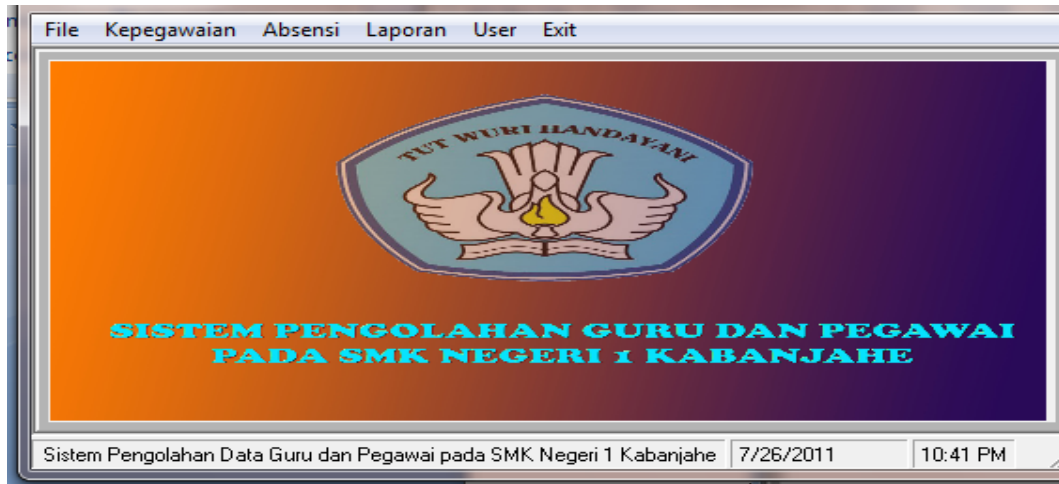 File Kepegawaian Absensi Laporan User Exit
TUT WURI HANDAYANI
SISTEM PENGOLAHAN GURU DAN PEGAWAI
PADA SMK NEGERI 1 KABANJAHE
Sistem Pengolahan Data Guru dan Pegawai pada SMK Negeri 1 Kabanjahe 7/26/2011 10:41 PM